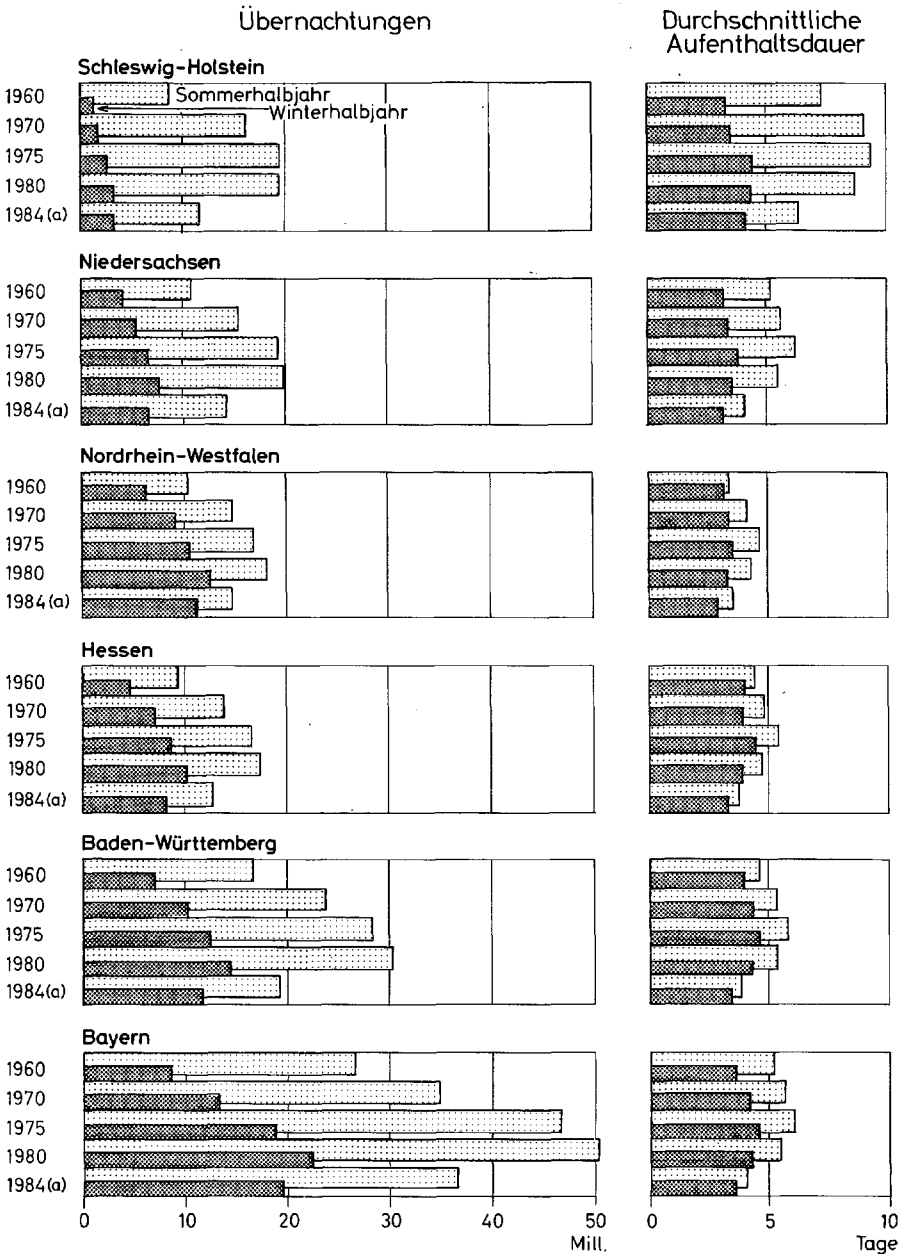 Übernachtungen
Durchschnittliche
Aufenthaltsdauer
Schleswig-Holstein
1960
Sommerhalbjahr
Winterhalbjahr
1970
1975
1980
1984(a)
Niedersachsen
1960
1970
1975
1980
1984(a)
Nordrhein-Westfalen
1960
1970
1975
1980
1984(a)
Hessen
1960
1970
1975
1980
1984(a)
Baden-Württemberg
1960
1970
1975
1980
1984(a)
Bayern
1960
1970
1975
1980
1984(a)
0 10 20 30 40 50
Mill.
0 5 10
Tage